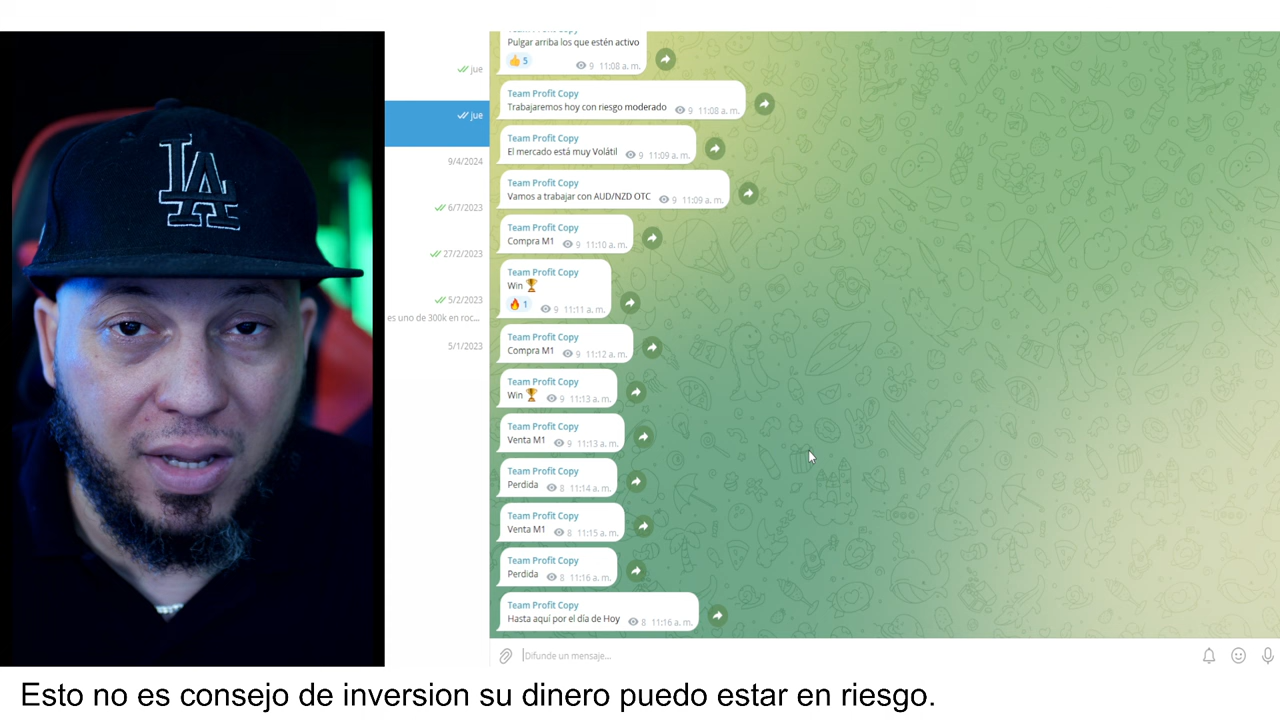 LA
jue
jue
9/4/2024
6/7/2023
27/2/2023
5/2/2023
es uno de 300k en roc...
5/1/2023
Pulgar arriba los que estén activo
👍 5 9 11:08 a. m.
Team Profit Copy
Trabajaremos hoy con riesgo moderado 9 11:08 a. m.
Team Profit Copy
El mercado está muy Volátil 9 11:09 a. m.
Team Profit Copy
Vamos a trabajar con AUD/NZD OTC 9 11:09 a. m.
Team Profit Copy
Compra M1 9 11:10 a. m.
Team Profit Copy
Win 🏆
🔥 1 9 11:11 a. m.
Team Profit Copy
Compra M1 9 11:12 a. m.
Team Profit Copy
Win 🏆 9 11:13 a. m.
Team Profit Copy
Venta M1 9 11:13 a. m.
Team Profit Copy
Perdida 8 11:14 a. m.
Team Profit Copy
Venta M1 8 11:15 a. m.
Team Profit Copy
Perdida 8 11:16 a. m.
Team Profit Copy
Hasta aquí por el día de Hoy 8 11:16 a. m.
Difunde un mensaje...
Esto no es consejo de inversion su dinero puedo estar en riesgo.